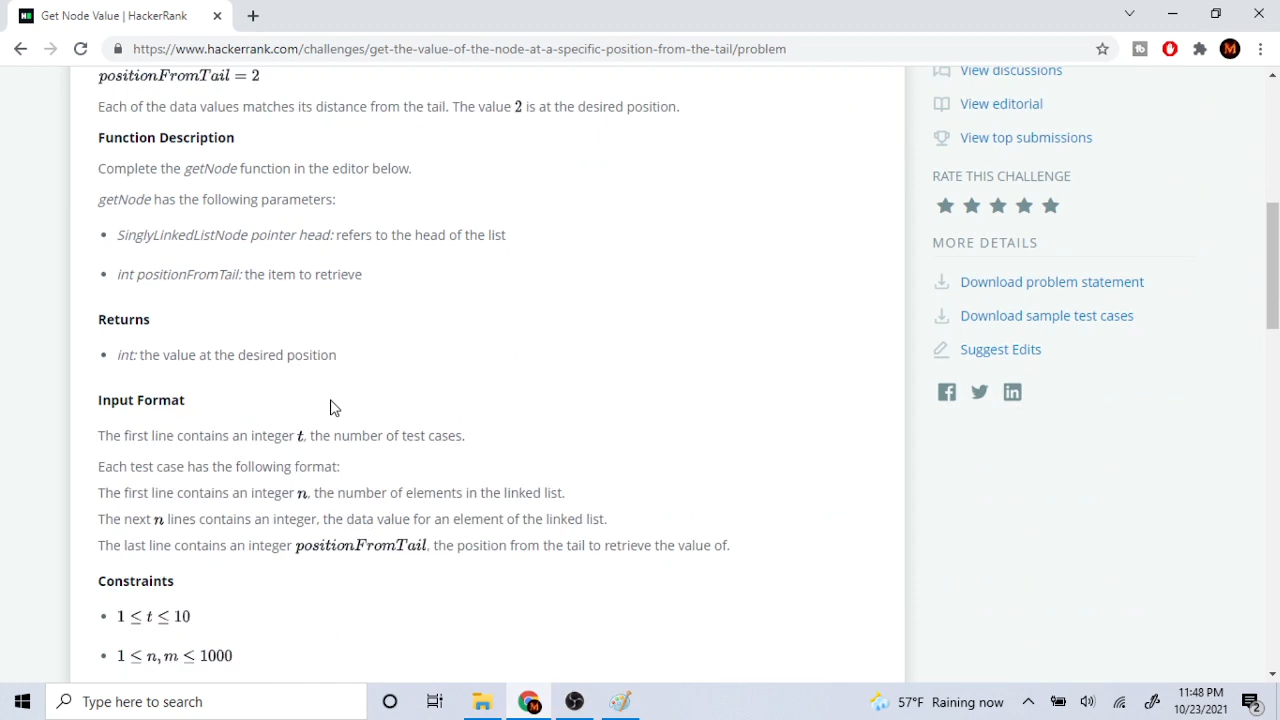 Get Node Value | HackerRank
https://www.hackerrank.com/challenges/get-the-value-of-the-node-at-a-specific-position-from-the-tail/problem
M
positionFromTail = 2
Each of the data values matches its distance from the tail. The value 2 is at the desired position.
Function Description
Complete the getNode function in the editor below.
getNode has the following parameters:
• SinglyLinkedListNode pointer head: refers to the head of the list
• int positionFromTail: the item to retrieve
Returns
• int: the value at the desired position
Input Format
The first line contains an integer t, the number of test cases.
Each test case has the following format:
The first line contains an integer n, the number of elements in the linked list.
The next n lines contains an integer, the data value for an element of the linked list.
The last line contains an integer positionFromTail, the position from the tail to retrieve the value of.
Constraints
• 1 ≤ t ≤ 10
• 1 ≤ n, m ≤ 1000
View discussions
View editorial
View top submissions
RATE THIS CHALLENGE
MORE DETAILS
Download problem statement
Download sample test cases
Suggest Edits
Type here to search
57°F Raining now
11:48 PM
10/23/2021
2